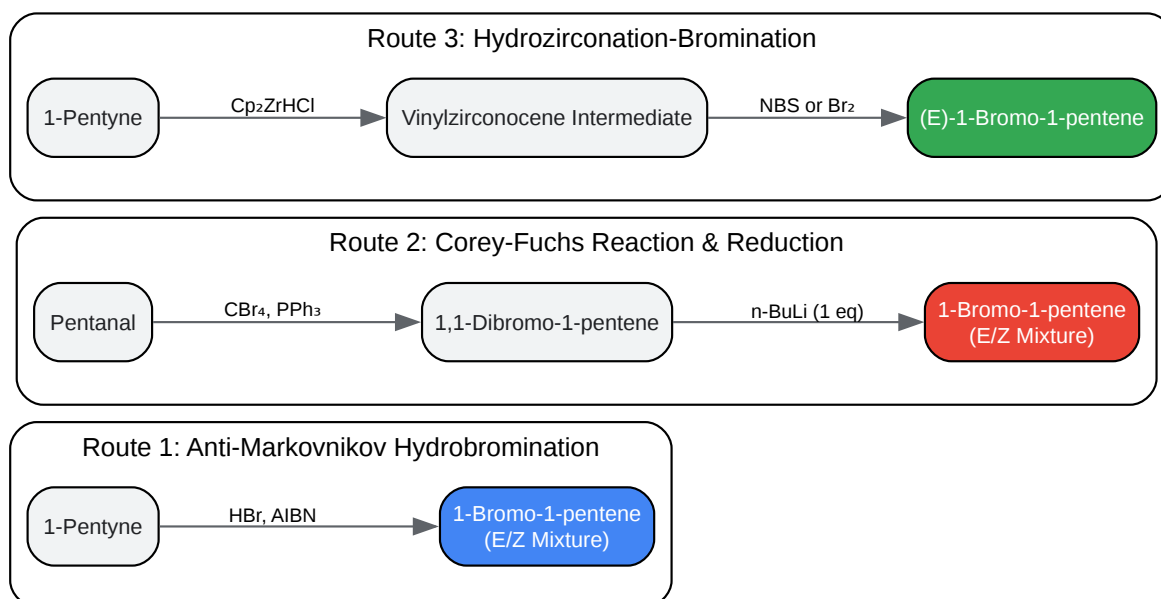 Route 3: Hydrozirconation-Bromination
1-Pentyne
Cp₂ZrHCl
Vinylzirconocene Intermediate
NBS or Br₂
(E)-1-Bromo-1-pentene
Route 2: Corey-Fuchs Reaction & Reduction
Pentanal
CBr₄, PPh₃
1,1-Dibromo-1-pentene
n-BuLi (1 eq)
1-Bromo-1-pentene
(E/Z Mixture)
Route 1: Anti-Markovnikov Hydrobromination
1-Pentyne
HBr, AIBN
1-Bromo-1-pentene
(E/Z Mixture)